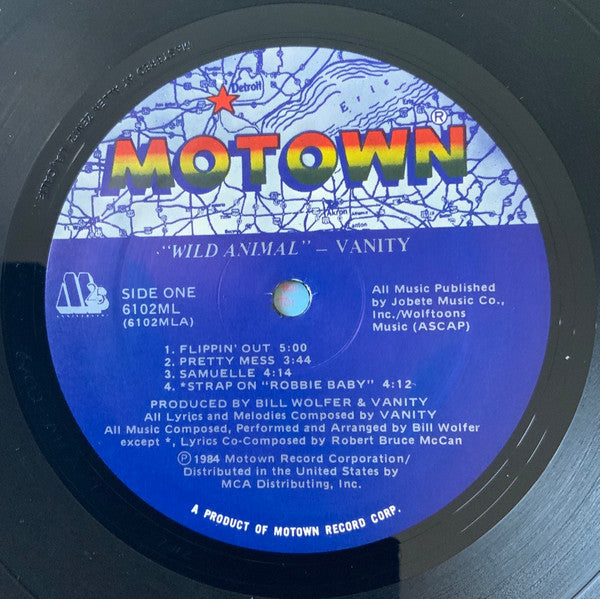 Detroit
Erie
MOTOWN®
Akron
Canton
"WILD ANIMAL" – VANITY
M 25
ANNIVERSARY
SIDE ONE
6102ML
(6102MLA)
All Music Published
by Jobete Music Co.,
Inc./Wolftoons
Music (ASCAP)
1. FLIPPIN' OUT 5:00
2. PRETTY MESS 3:44
3. SAMUELLE 4:14
4. *STRAP ON "ROBBIE BABY" 4:12
PRODUCED BY BILL WOLFER & VANITY
All Lyrics and Melodies Composed by VANITY
All Music Composed, Performed and Arranged by Bill Wolfer
except *, Lyrics Co-Composed by Robert Bruce McCan
Ⓟ 1984 Motown Record Corporation/
Distributed in the United States by
MCA Distributing, Inc.
A PRODUCT OF MOTOWN RECORD CORP.